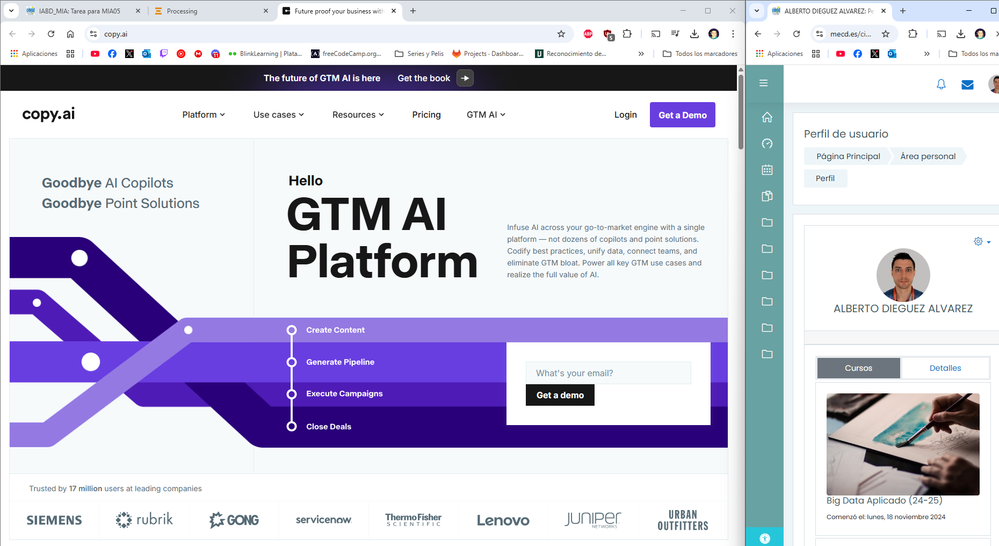 IABD_MIA: Tarea para MIA05
Processing
Future proof your business with
copy.ai
ABP
5
Aplicaciones
11
BlinkLearning | Plata...
freeCodeCamp.org...
Series y Pelis
Projects · Dashboar...
Reconocimiento de...
Todos los marcadores
The future of GTM AI is here
Get the book
copy.ai
Platform
Use cases
Resources
Pricing
GTM AI
Login
Get a Demo
Goodbye AI Copilots
Goodbye Point Solutions
Hello
GTM AI
Platform
Infuse AI across your go-to-market engine with a single
platform — not dozens of copilots and point solutions.
Codify best practices, unify data, connect teams, and
eliminate GTM bloat. Power all key GTM use cases and
realize the full value of AI.
Create Content
Generate Pipeline
Execute Campaigns
Close Deals
What's your email?
Get a demo
Trusted by 17 million users at leading companies
SIEMENS
rubrik
GONG
servicenow
ThermoFisher
SCIENTIFIC
Lenovo
JUNIPER
NETWORKS
URBAN
OUTFITTERS
ALBERTO DIEGUEZ ALVAREZ: Pe
mecd.es/ci...
Aplicaciones
Todos los ma
Perfil de usuario
Página Principal
Área personal
Perfil
ALBERTO DIEGUEZ ALVAREZ
Cursos
Detalles
Big Data Aplicado (24-25)
Comenzó el: lunes, 18 noviembre 2024